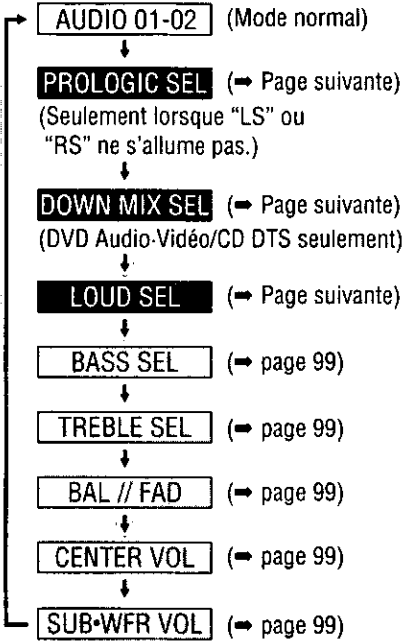 AUDIO 01-02 (Mode normal)
PROLOGIC SEL (➡ Page suivante)
(Seulement lorsque “LS” ou
“RS” ne s’allume pas.)
DOWN MIX SEL (➡ Page suivante)
(DVD Audio·Vidéo/CD DTS seulement)
LOUD SEL (➡ Page suivante)
BASS SEL (➡ page 99)
TREBLE SEL (➡ page 99)
BAL // FAD (➡ page 99)
CENTER VOL (➡ page 99)
SUB•WFR VOL (➡ page 99)